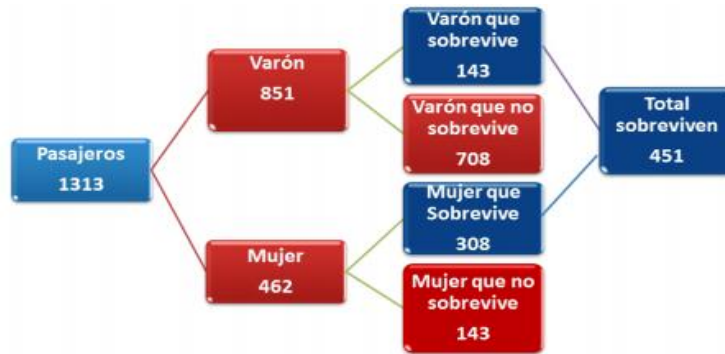 Pasajeros
1313
Varón
851
Mujer
462
Varón que
sobrevive
143
Varón que no
sobrevive
708
Mujer que
Sobrevive
308
Mujer que no
sobrevive
143
Total
sobreviven
451